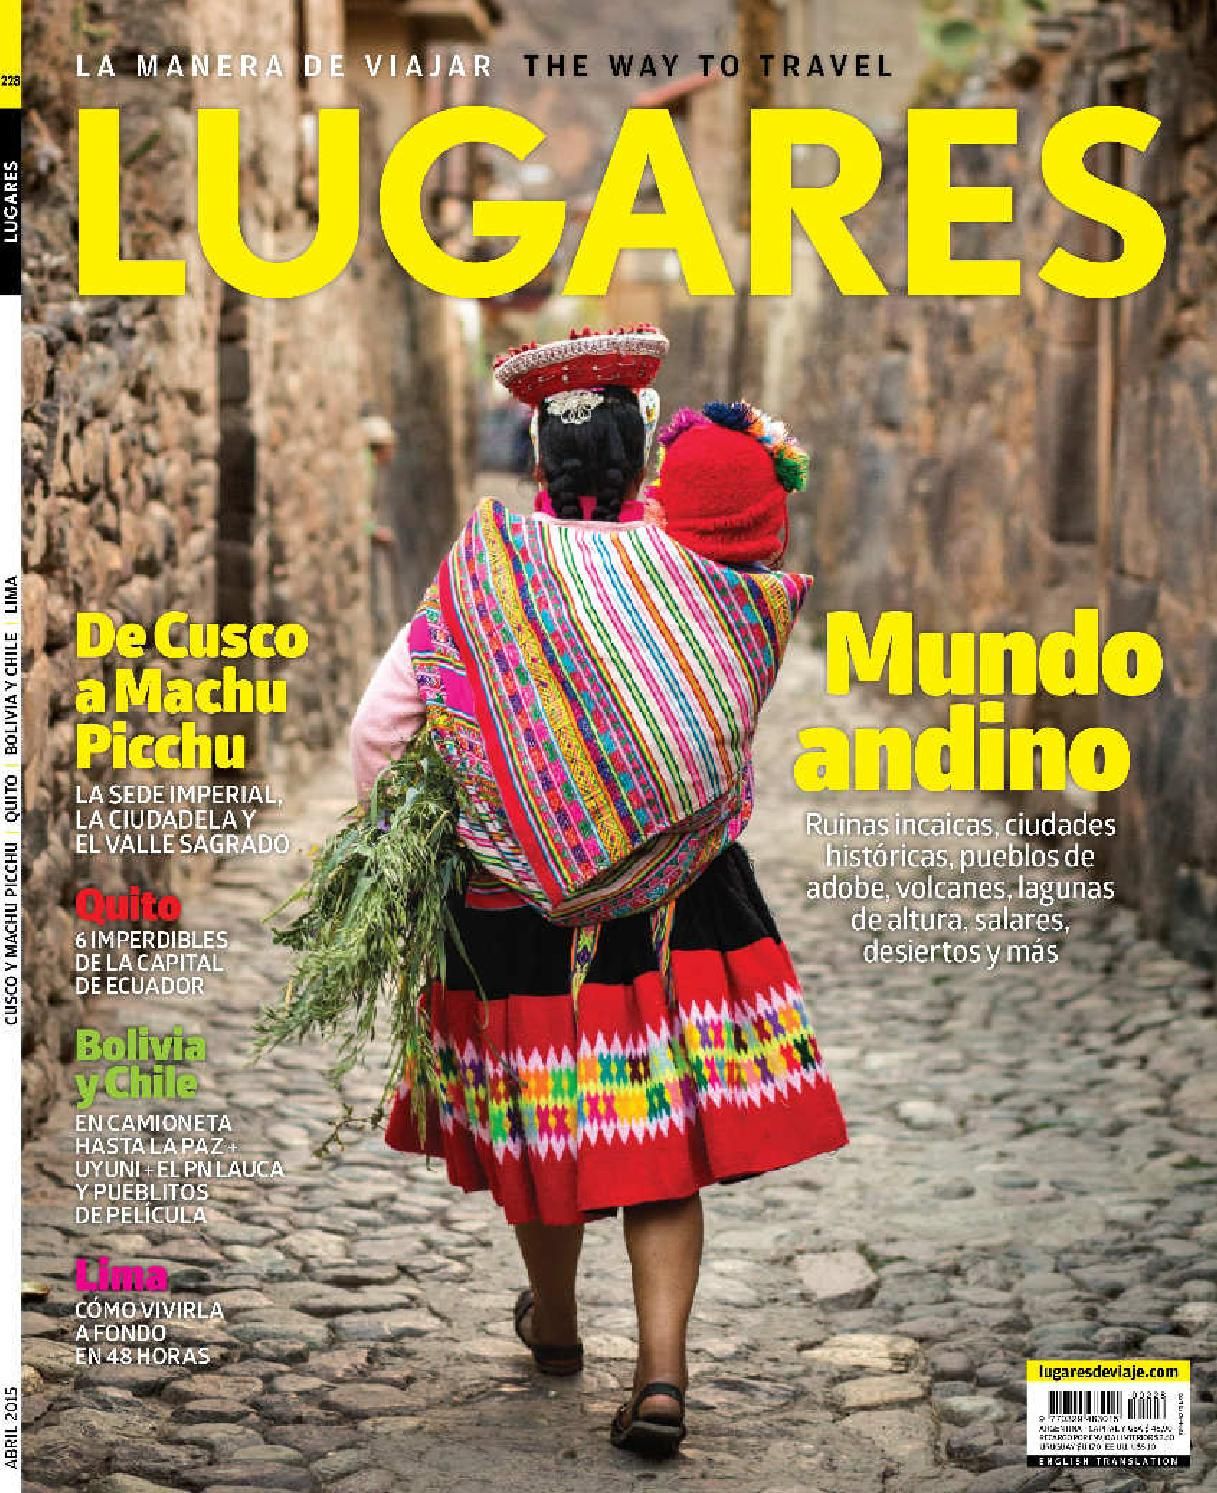 LA MANERA DE VIAJAR THE WAY TO TRAVEL
LUGARES
228
LUGARES
CUSCO Y MACHU PICCHU | QUITO | BOLIVIA Y CHILE | LIMA
ABRIL 2015
De Cusco
a Machu
Picchu
LA SEDE IMPERIAL,
LA CIUDADELA Y
EL VALLE SAGRADO
Quito
6 IMPERDIBLES
DE LA CAPITAL
DE ECUADOR
Bolivia
y Chile
EN CAMIONETA
HASTA LA PAZ +
UYUNI + EL PN LAUCA
Y PUEBLITOS
DE PELÍCULA
Lima
CÓMO VIVIRLA
A FONDO
EN 48 HORAS
Mundo
andino
Ruinas incaicas, ciudades
históricas, pueblos de
adobe, volcanes, lagunas
de altura, salares,
desiertos y más
lugaresdeviaje.com
00228
ENGLISH TRANSLATION